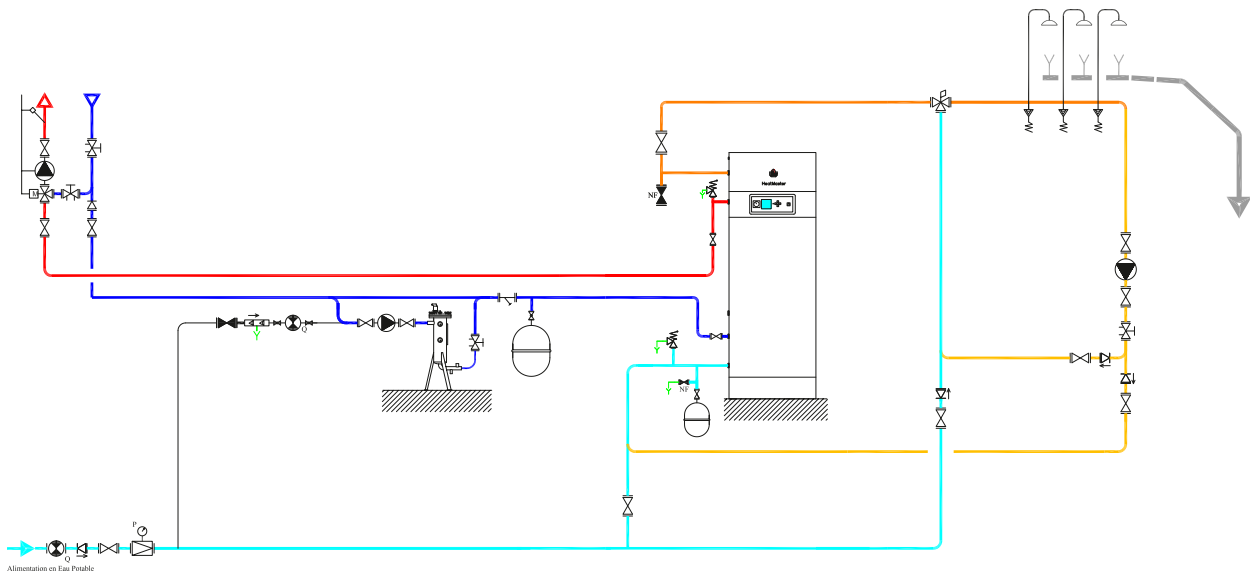 M
NF
HeatMaster
Q
NF
P
Q
Alimentation en Eau Potable